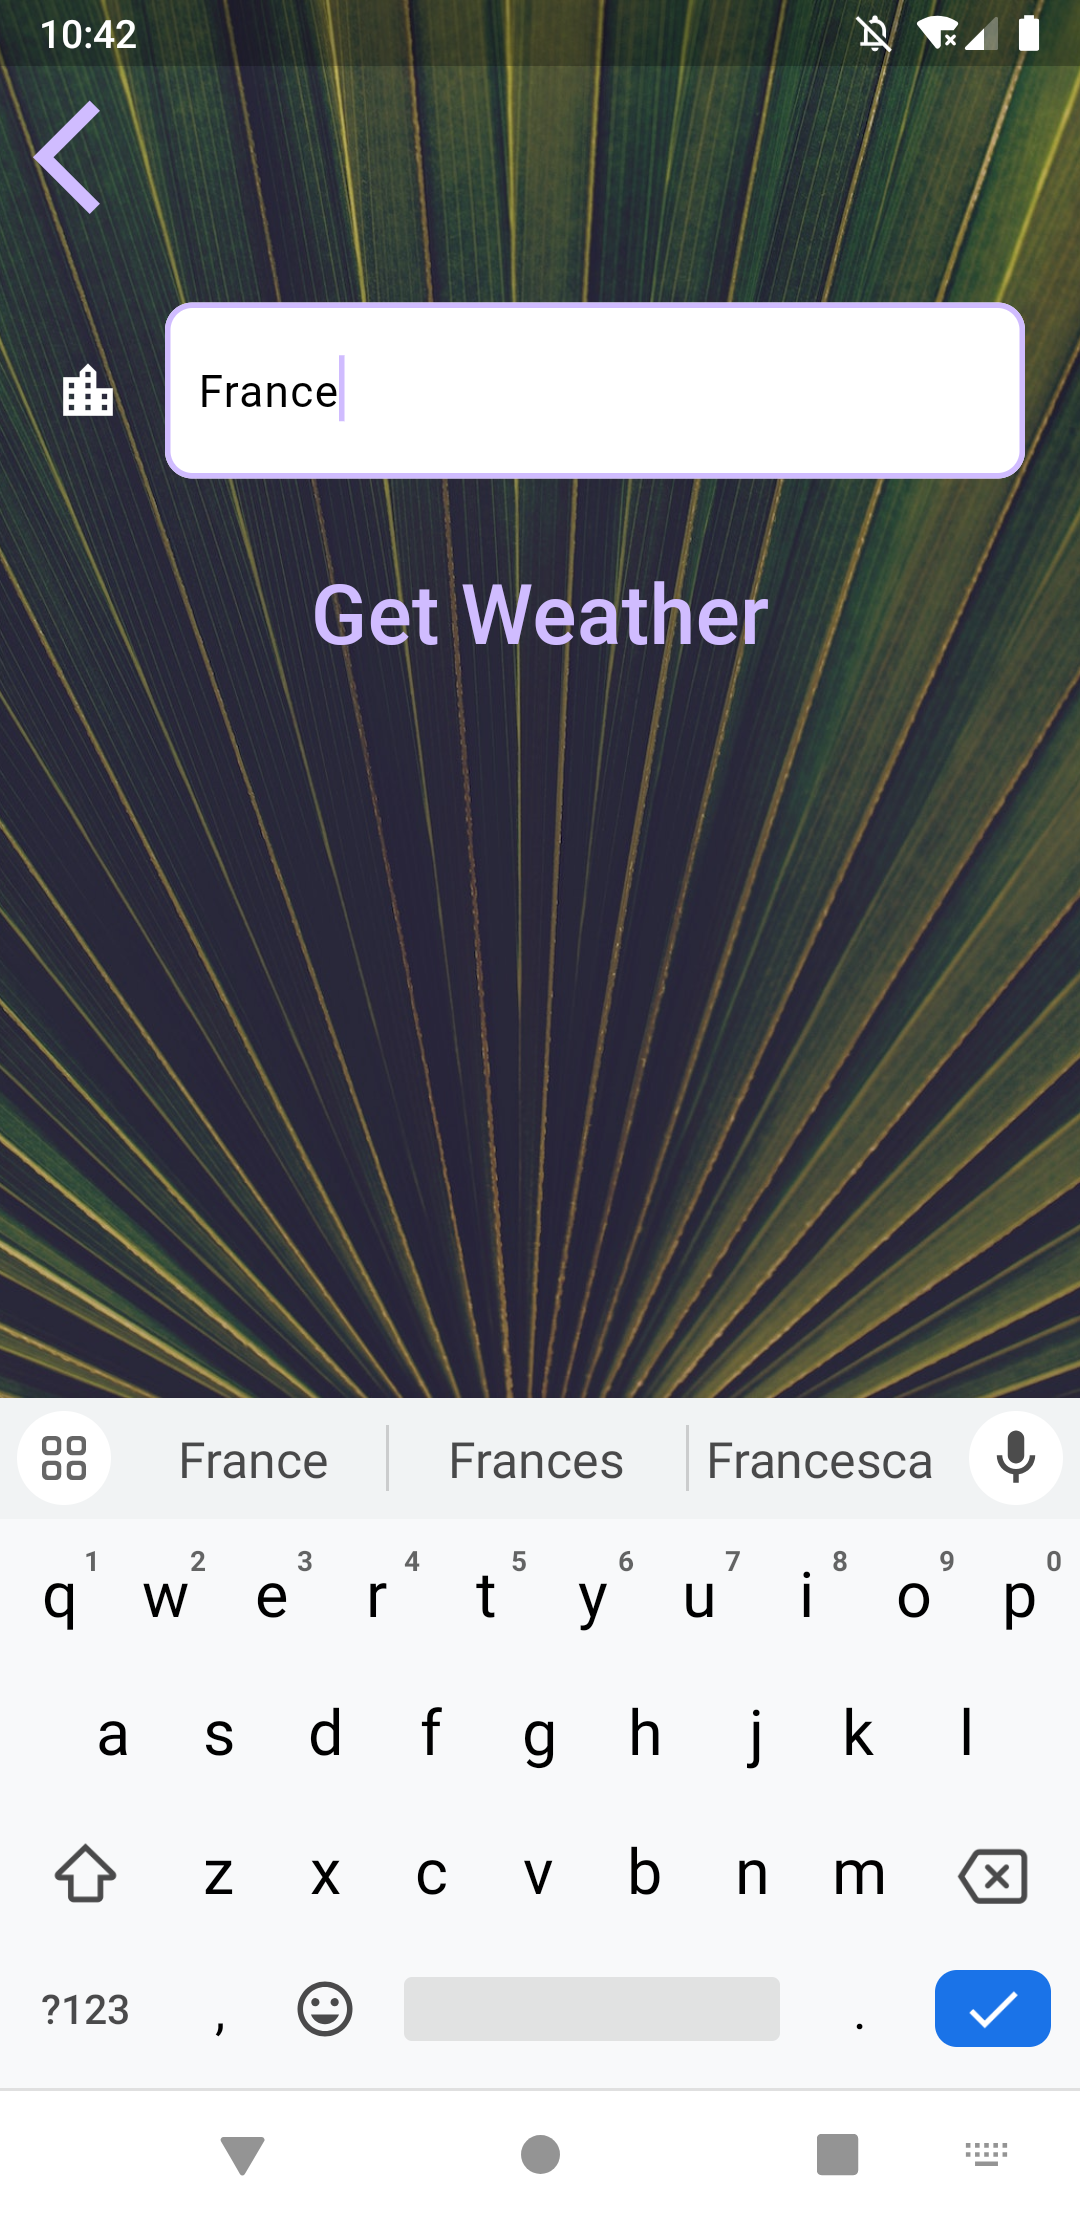 10:42
France
Get Weather
France Frances Francesca
q 1 w 2 e 3 r 4 t 5 y 6 u 7 i 8 o 9 p 0
a s d f g h j k l
z x c v b n m
?123 , .